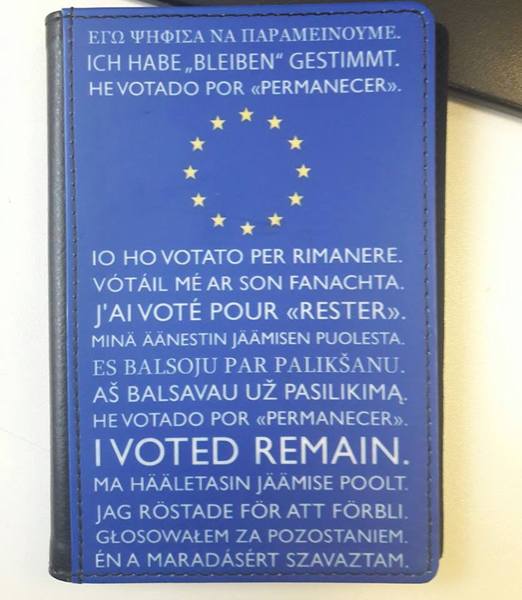 ΕΓΩ ΨΗΦΙΣΑ ΝΑ ΠΑΡΑΜΕΙΝΟΥΜΕ.
ICH HABE „BLEIBEN“ GESTIMMT.
HE VOTADO POR «PERMANECER».
IO HO VOTATO PER RIMANERE.
VÓTÁIL MÉ AR SON FANACHTA.
J'AI VOTÉ POUR «RESTER».
MINÄ ÄÄNESTIN JÄÄMISEN PUOLESTA.
ES BALSOJU PAR PALIKŠANU.
AŠ BALSAVAU UŽ PASILIKIMĄ.
HE VOTADO POR «PERMANECER».
I VOTED REMAIN.
MA HÄÄLETASIN JÄÄMISE POOLT.
JAG RÖSTADE FÖR ATT FÖRBLI.
GŁOSOWAŁEM ZA POZOSTANIEM.
ÉN A MARADÁSÉRT SZAVAZTAM.